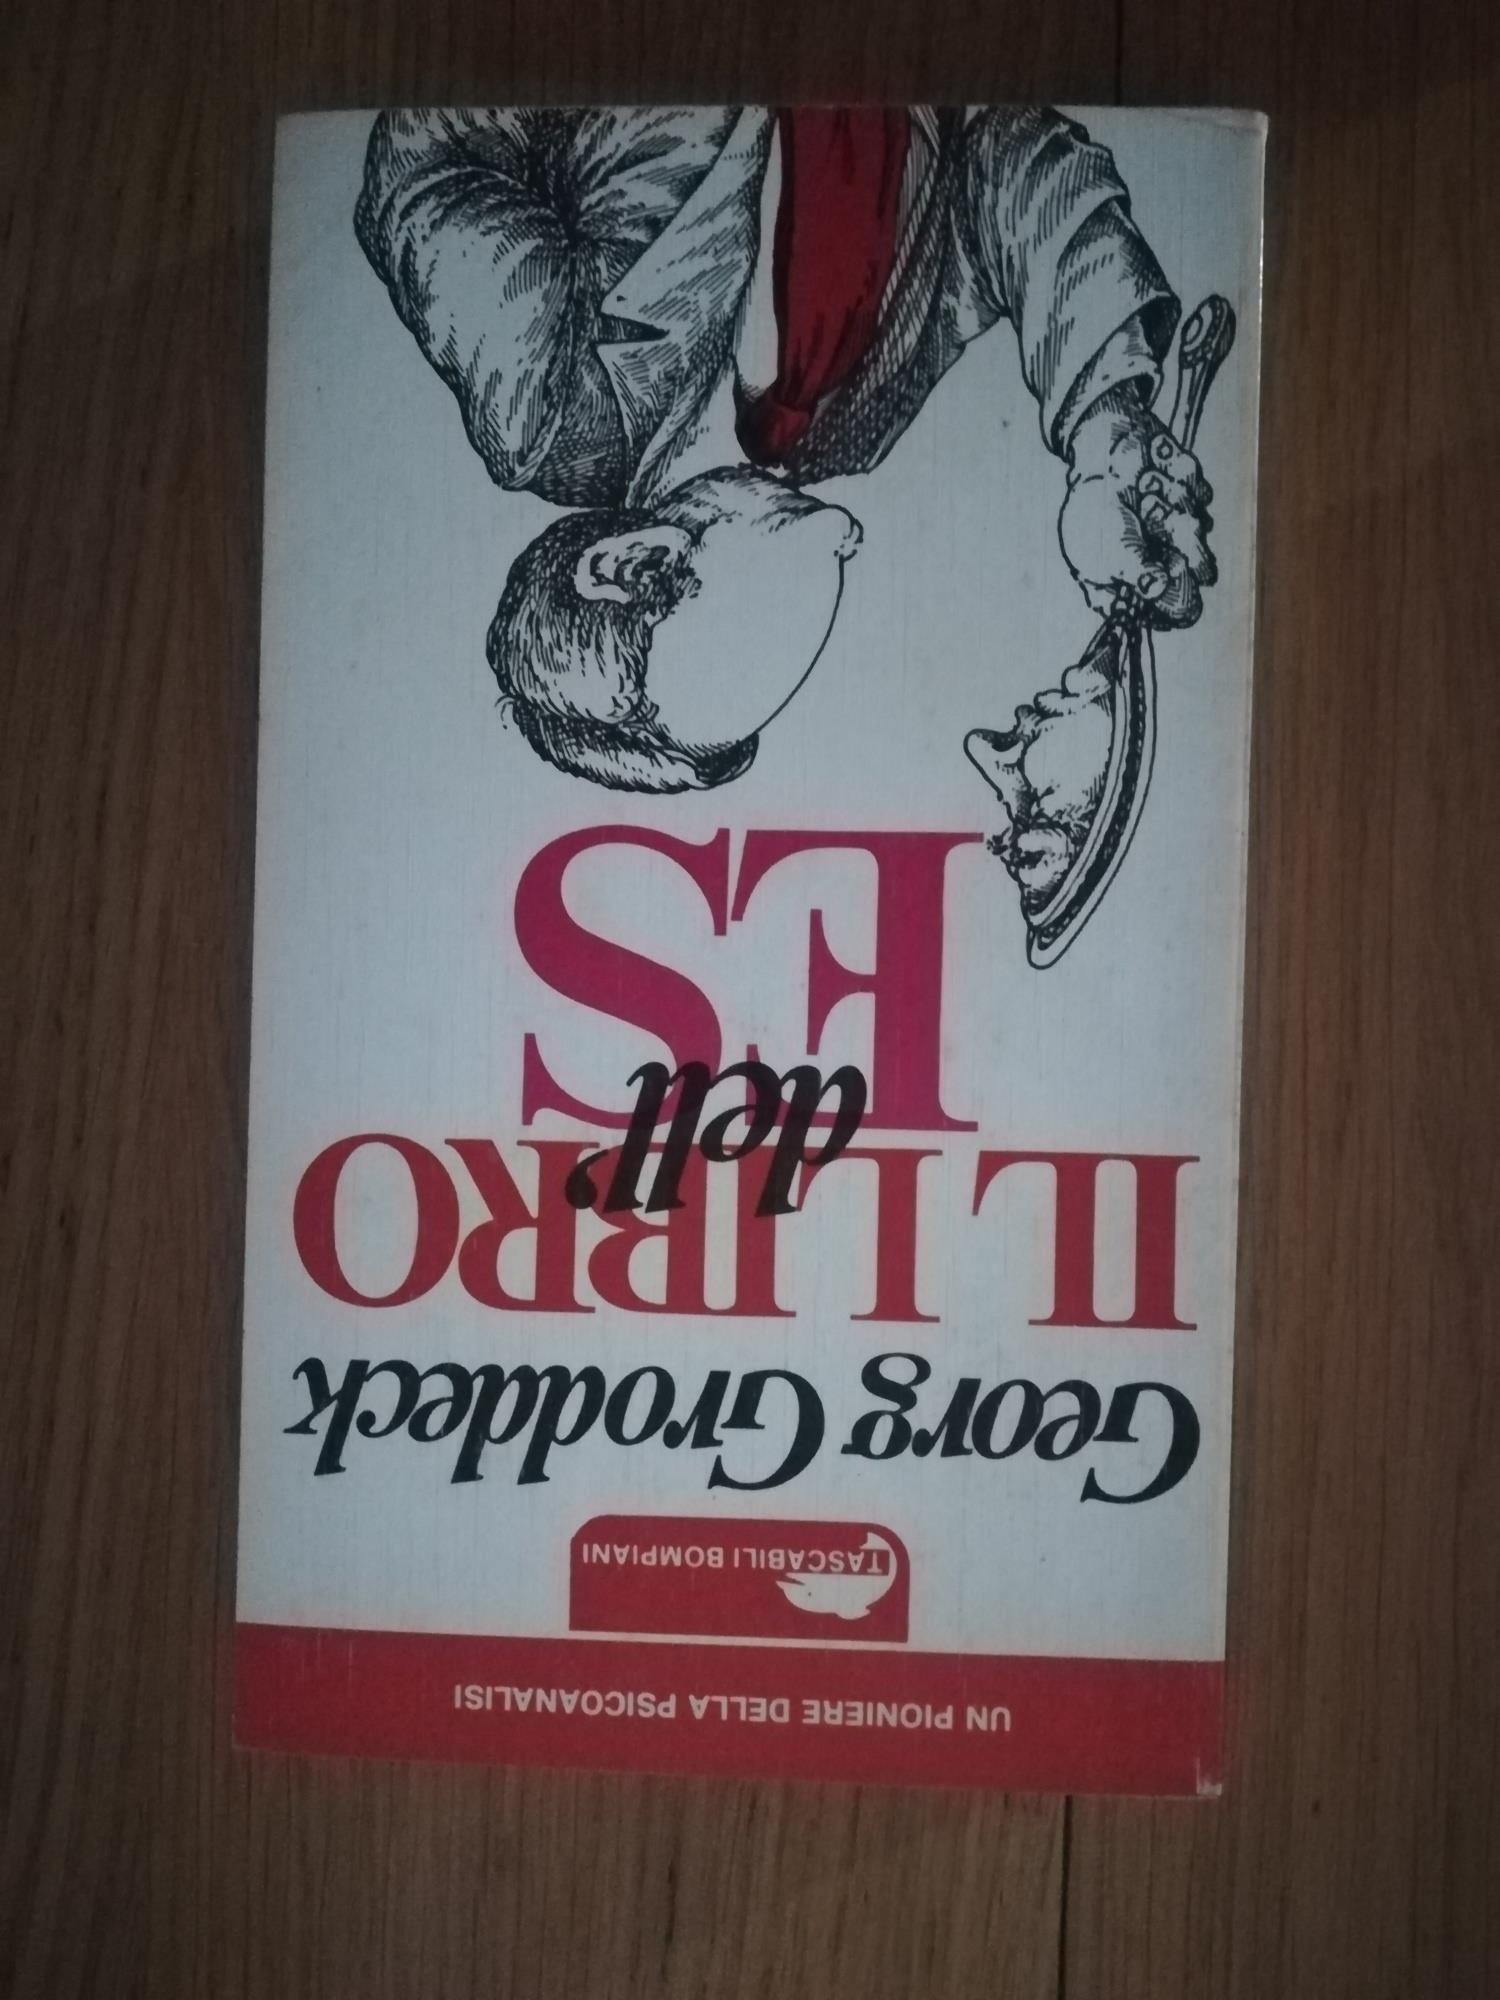 UN PIONIERE DELLA PSICOANALISI
TASCABILI BOMPIANI
Georg Groddeck
IL LIBRO
dell'
ES